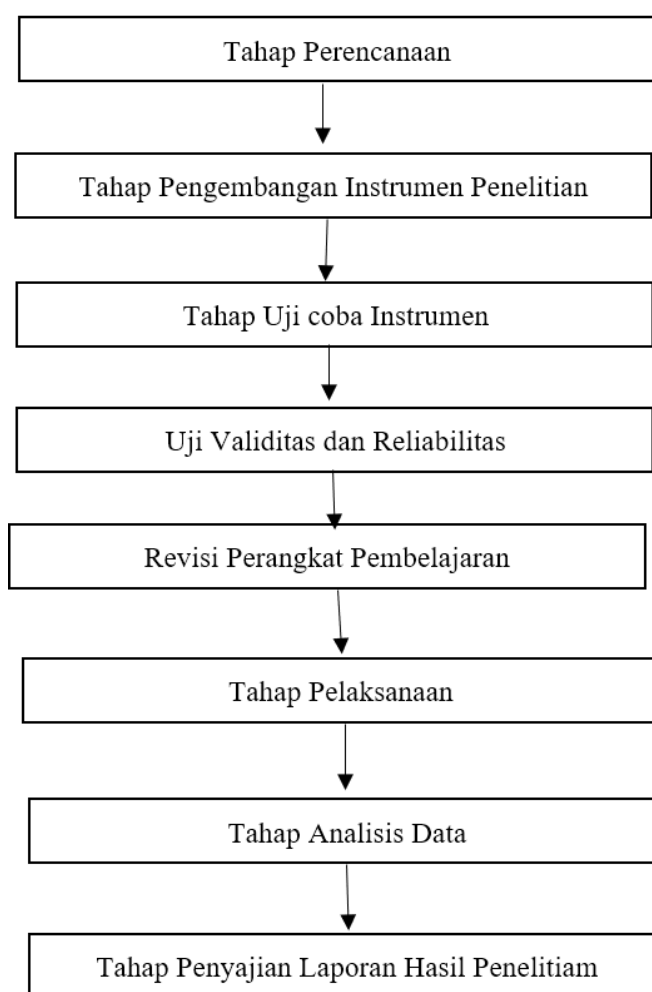 Tahap Perencanaan
Tahap Pengembangan Instrumen Penelitian
Tahap Uji coba Instrumen
Uji Validitas dan Reliabilitas
Revisi Perangkat Pembelajaran
Tahap Pelaksanaan
Tahap Analisis Data
Tahap Penyajian Laporan Hasil Penelitiam